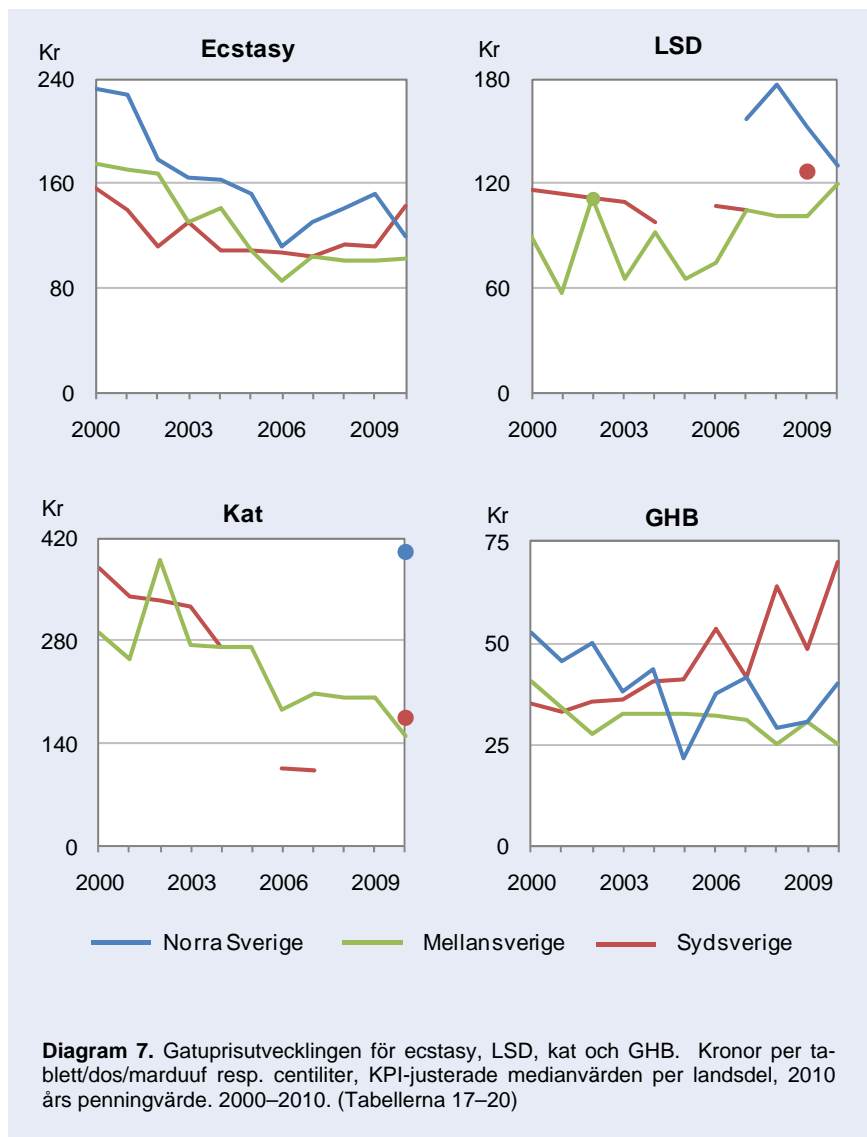 Ecstasy
Kr
240
160
80
0
2000 2003 2006 2009
LSD
Kr
180
120
60
0
2000 2003 2006 2009
Kat
Kr
420
280
140
0
2000 2003 2006 2009
GHB
Kr
75
50
25
0
2000 2003 2006 2009
Norra Sverige Mellansverige Sydsverige
Diagram 7. Gatuprisutvecklingen för ecstasy, LSD, kat och GHB. Kronor per ta-
blett/dos/marduuf resp. centiliter, KPI-justerade medianvärden per landsdel, 2010
års penningvärde. 2000–2010. (Tabellerna 17–20)